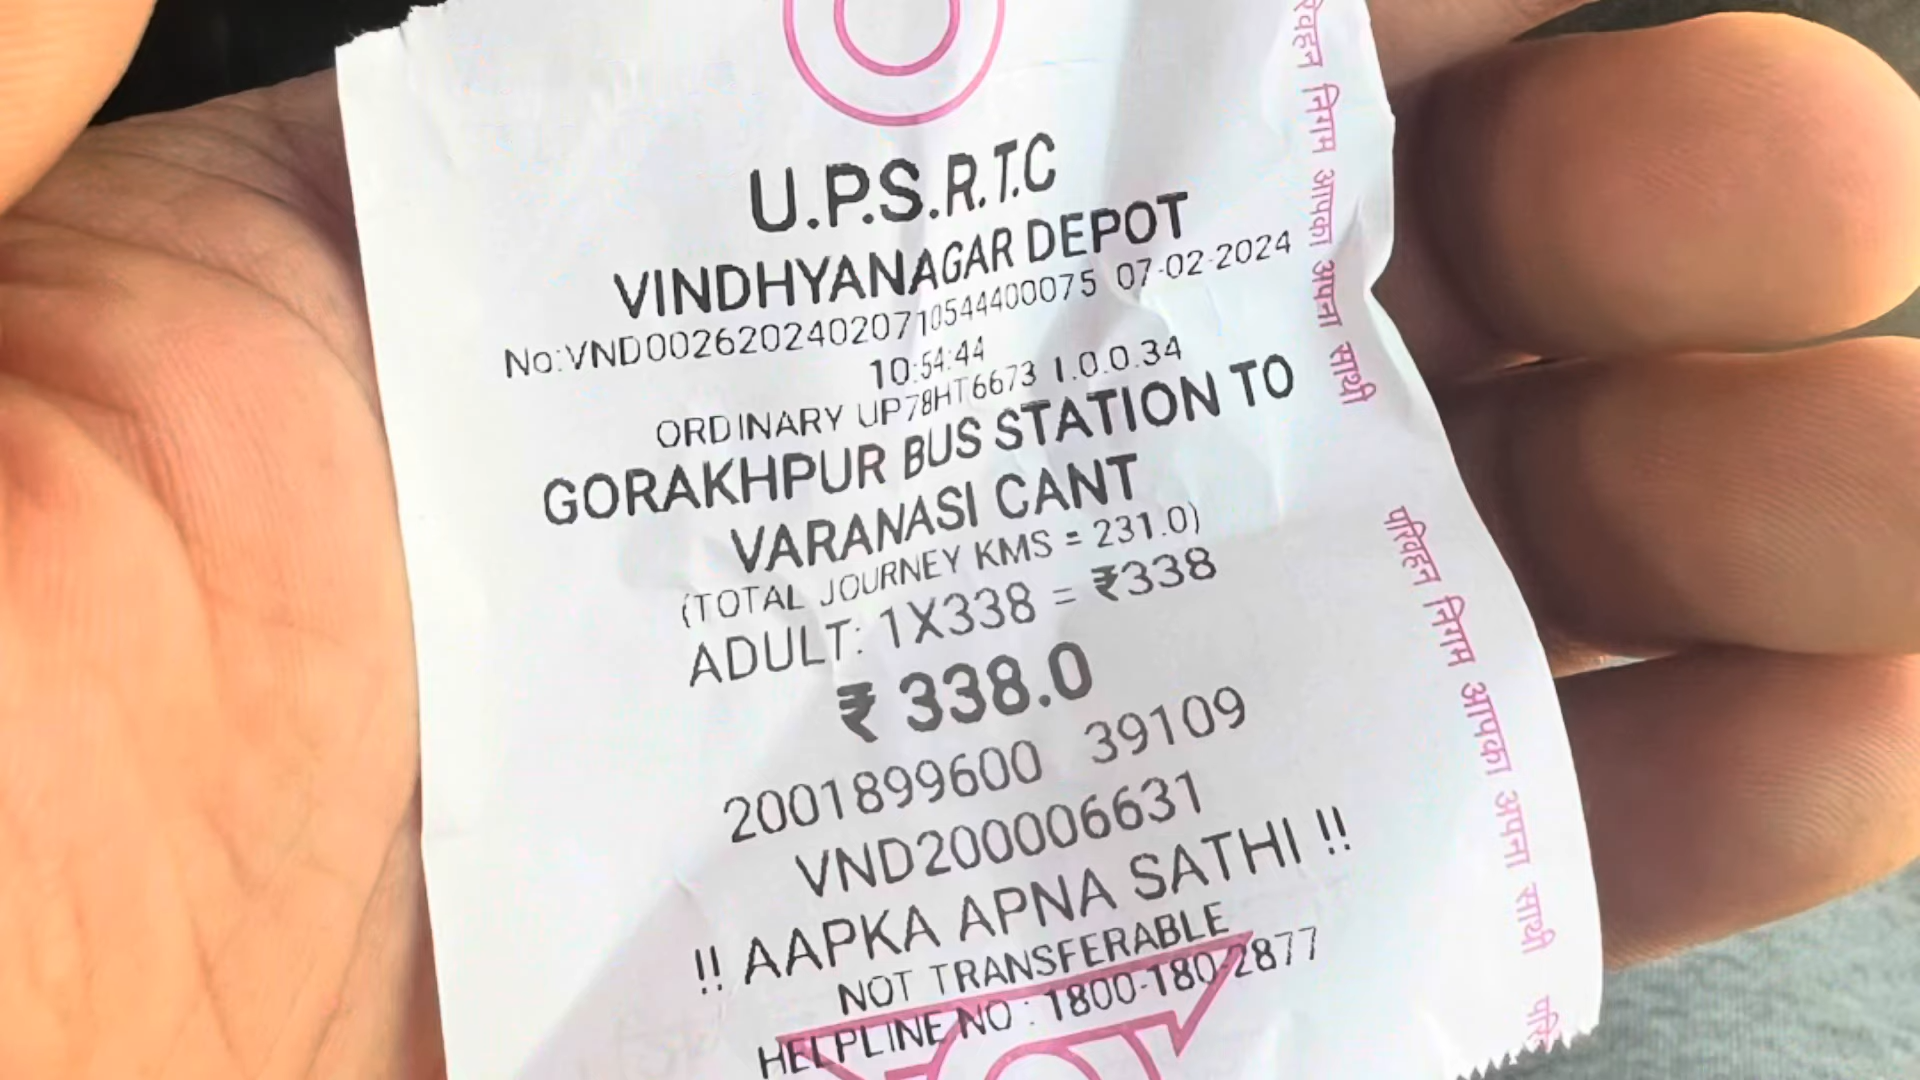 U.P.S.R.T.C
VINDHYANAGAR DEPOT
No:VND0026202402071054440​0075 07-02-2024
10:54:44
ORDINARY UP78HT6673 1.0.0.34
GORAKHPUR BUS STATION TO
VARANASI CANT
(TOTAL JOURNEY KMS = 231.0)
ADULT: 1X338 = ₹338
₹ 338.0
2001899600 39109
VND200006631
!! AAPKA APNA SATHI !!
NOT TRANSFERABLE
HELPLINE NO : 1800-180-2877
निगम आपका अपना साथी
परिवहन निगम आपका अपना साथी